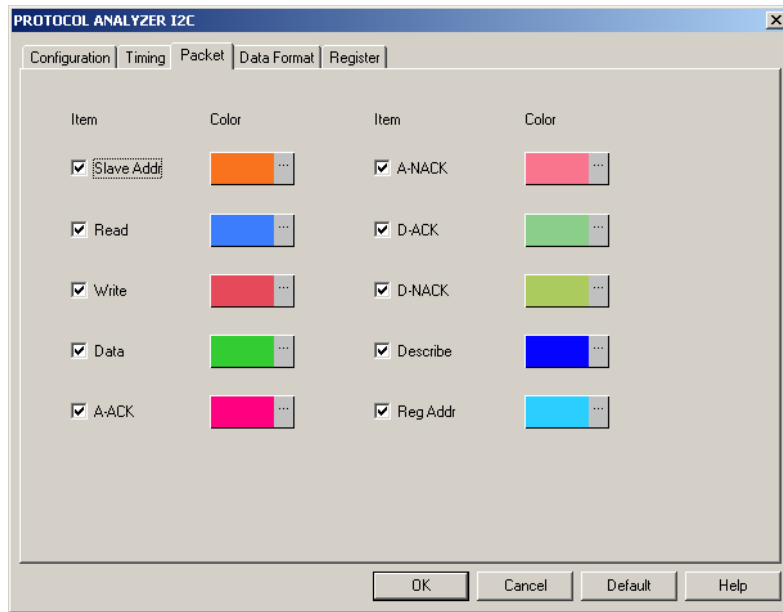 PROTOCOL ANALYZER I2C
Configuration Timing Packet Data Format Register
Item Color Item Color
Slave Addr ... A-NACK ...
Read ... D-ACK ...
Write ... D-NACK ...
Data ... Describe ...
A-ACK ... Reg Addr ...
OK Cancel Default Help